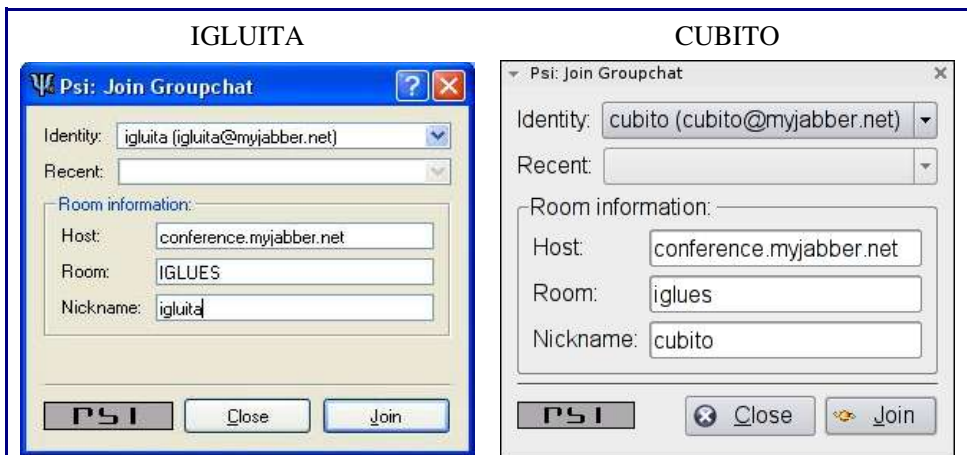 IGLUITA
Psi: Join Groupchat
Identity: igluita (igluita@myjabber.net)
Recent:
Room information:
Host: conference.myjabber.net
Room: IGLUES
Nickname: igluita
PSI Close Join
CUBITO
Psi: Join Groupchat
Identity: cubito (cubito@myjabber.net)
Recent:
Room information:
Host: conference.myjabber.net
Room: iglues
Nickname: cubito
PSI Close Join